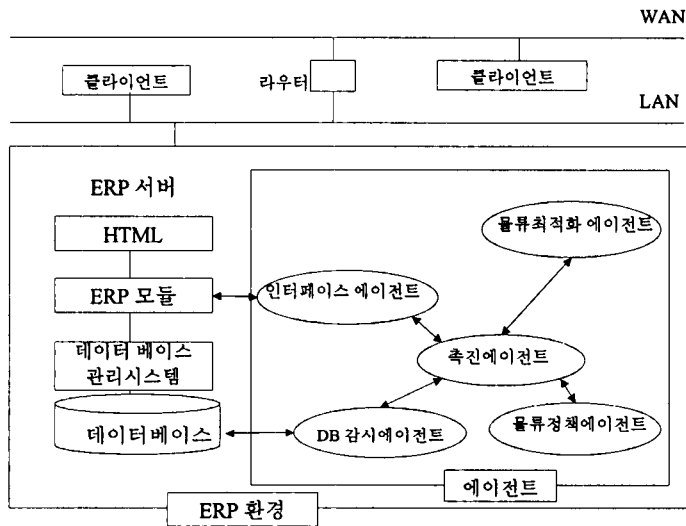 WAN
클라이언트
라우터
클라이언트
LAN
ERP 서버
HTML
물류최적화 에이전트
ERP 모듈
인터페이스 에이전트
데이터 베이스
관리시스템
촉진에이전트
데이터베이스
DB 감시에이전트
물류정책에이전트
에이전트
ERP 환경